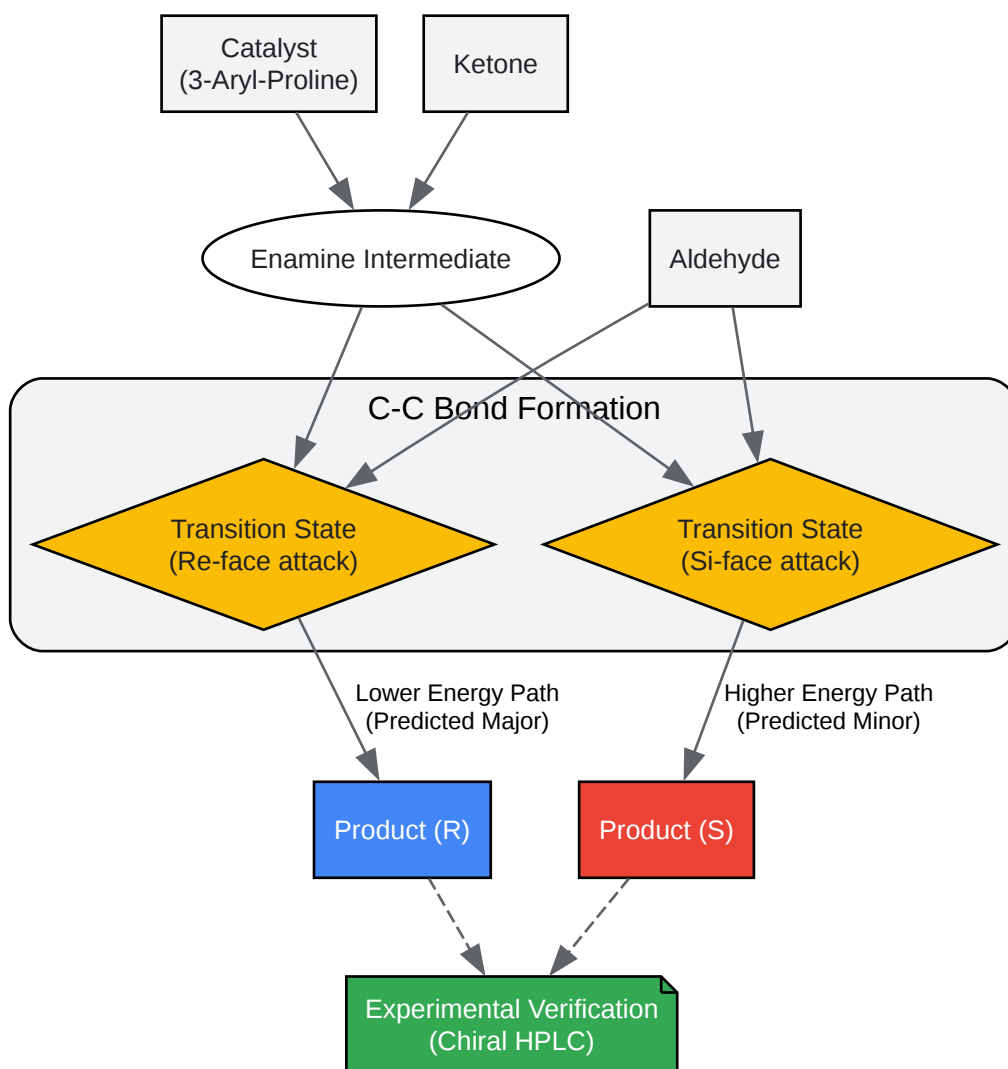 Catalyst
(3-Aryl-Proline)
Ketone
Enamine Intermediate
Aldehyde
C-C Bond Formation
Transition State
(Re-face attack)
Transition State
(Si-face attack)
Lower Energy Path
(Predicted Major)
Higher Energy Path
(Predicted Minor)
Product (R)
Product (S)
Experimental Verification
(Chiral HPLC)